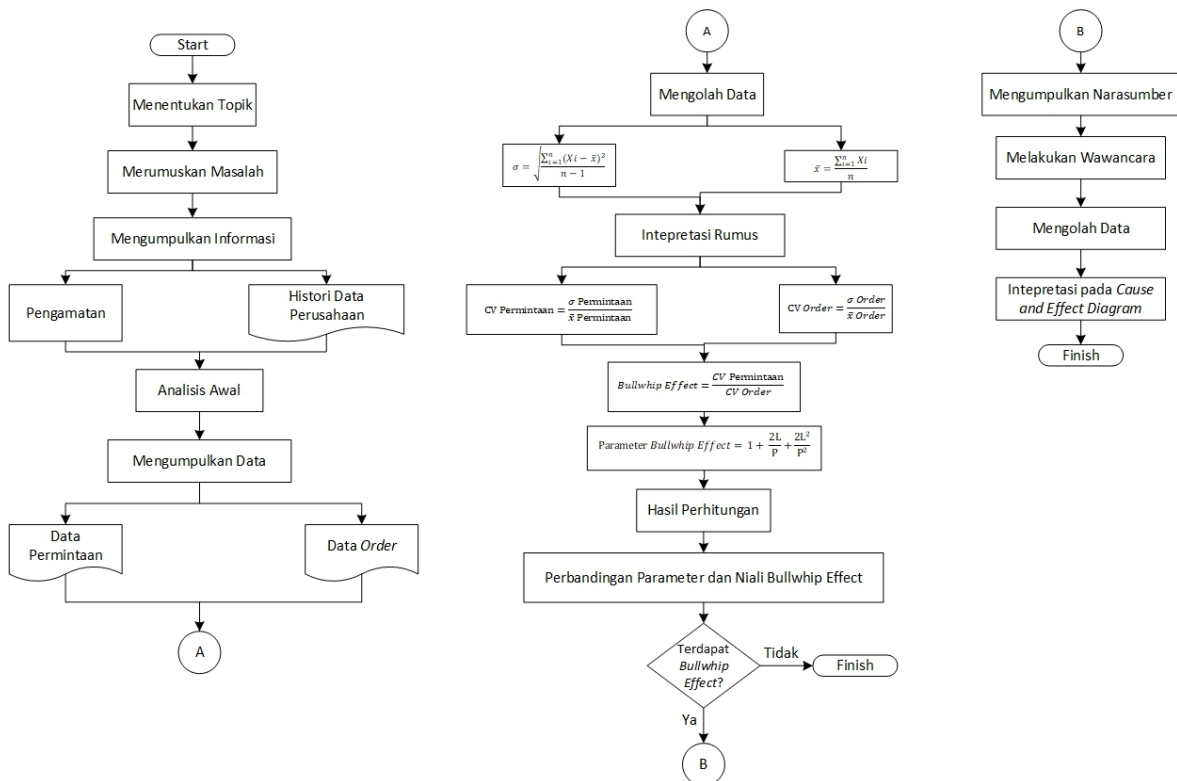 Start
Menentukan Topik
Merumuskan Masalah
Mengumpulkan Informasi
Pengamatan
Histori Data
Perusahaan
Analisis Awal
Mengumpulkan Data
Data
Permintaan
Data Order
A
A
Mengolah Data
σ = √(∑ⁿᵢ₌₁(Xi − x̄)² / (n − 1))
x̄ = ∑ⁿᵢ₌₁ Xi / n
Intepretasi Rumus
CV Permintaan = σ Permintaan / x̄ Permintaan
CV Order = σ Order / x̄ Order
Bullwhip Effect = CV Permintaan / CV Order
Parameter Bullwhip Effect = 1 + 2L/P + 2L²/P²
Hasil Perhitungan
Perbandingan Parameter dan Niali Bullwhip Effect
Terdapat
Bullwhip
Effect?
Tidak
Finish
Ya
B
B
Mengumpulkan Narasumber
Melakukan Wawancara
Mengolah Data
Intepretasi pada Cause
and Effect Diagram
Finish